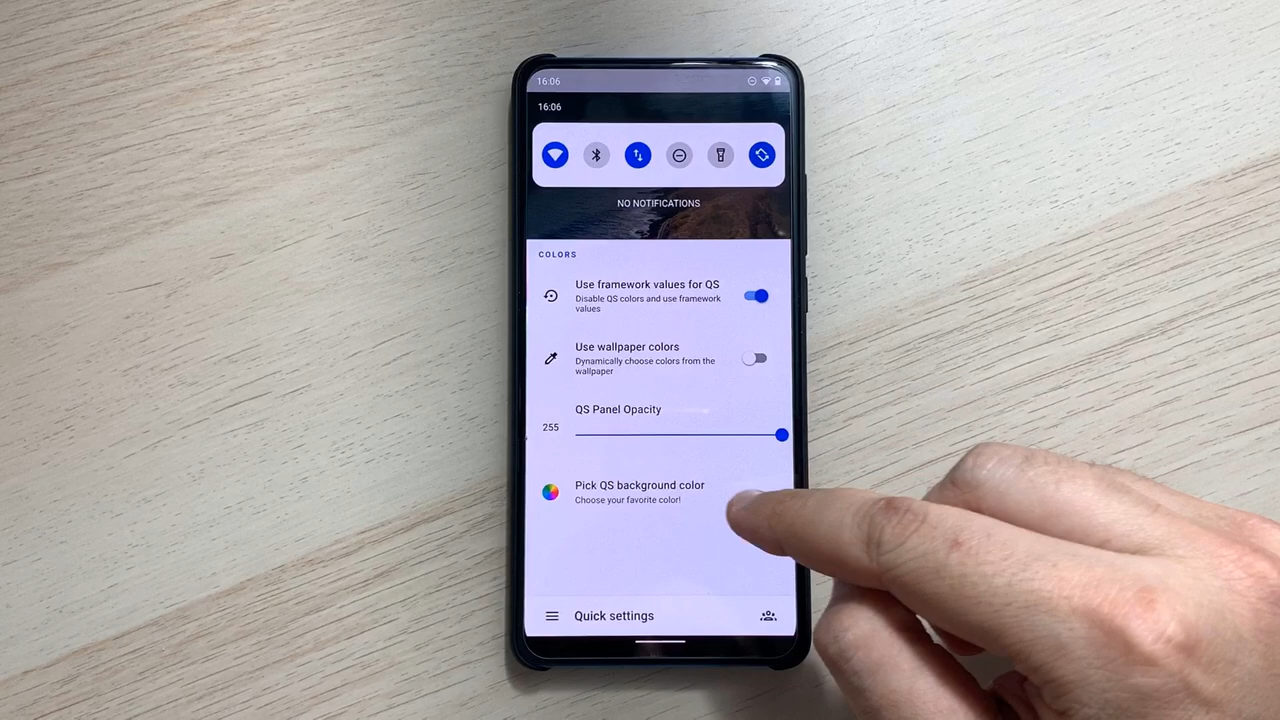 16:06
16:06
NO NOTIFICATIONS
COLORS
Use framework values for QS
Disable QS colors and use framework
values
Use wallpaper colors
Dynamically choose colors from the
wallpaper
QS Panel Opacity
255
Pick QS background color
Choose your favorite color!
Quick settings